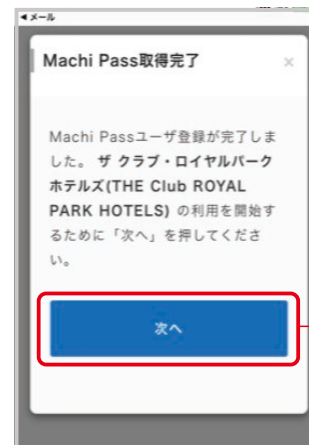 ◀メール
Machi Pass取得完了 ×
Machi Passユーザ登録が完了しま
した。 ザ クラブ・ロイヤルパーク
ホテルズ(THE Club ROYAL
PARK HOTELS) の利用を開始す
るために「次へ」を押してくださ
い。
次へ